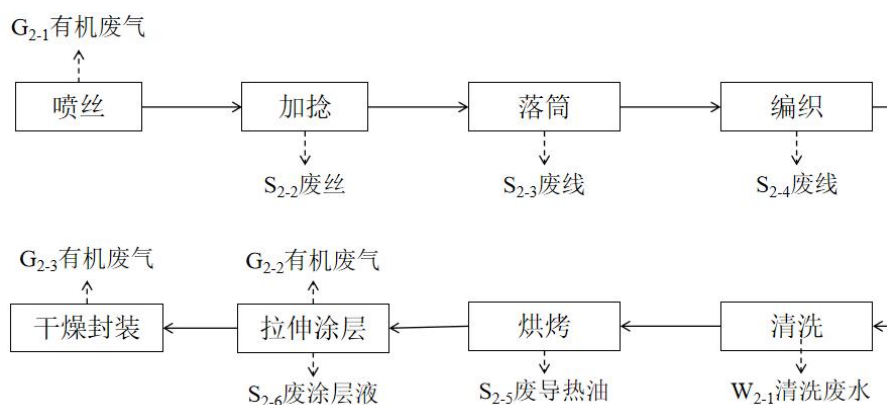 G2-1有机废气
喷丝
加捻
落筒
编织
S2-2废丝
S2-3废线
S2-4废线
G2-3有机废气
G2-2有机废气
干燥封装
拉伸涂层
烘烤
清洗
S2-6废涂层液
S2-5废导热油
W2-1清洗废水